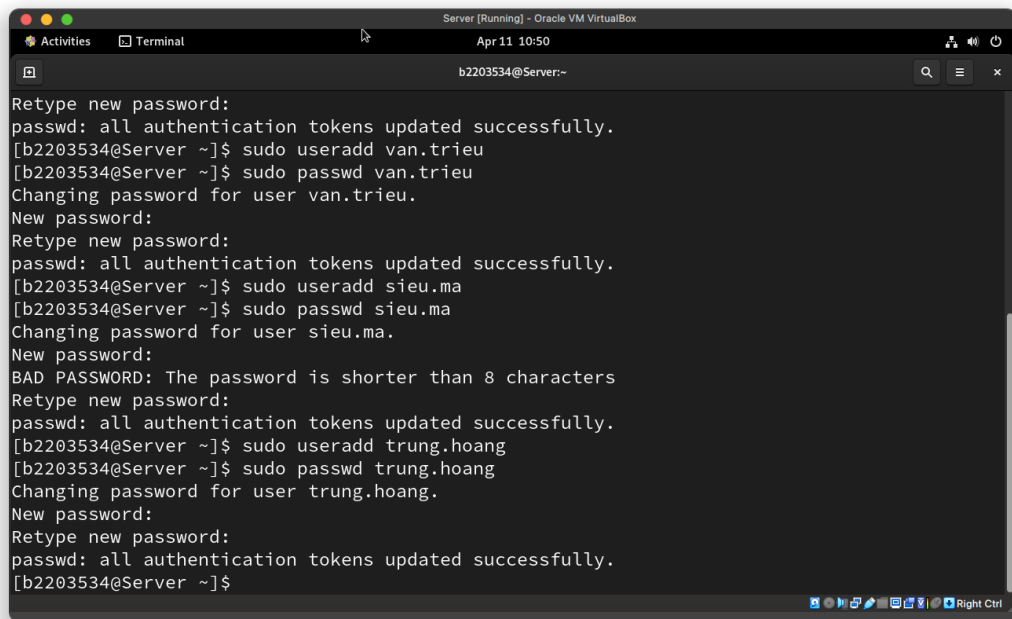 Server [Running] - Oracle VM VirtualBox
Activities Terminal Apr 11 10:50
b2203534@Server:~
Retype new password:
passwd: all authentication tokens updated successfully.
[b2203534@Server ~]$ sudo useradd van.trieu
[b2203534@Server ~]$ sudo passwd van.trieu
Changing password for user van.trieu.
New password:
Retype new password:
passwd: all authentication tokens updated successfully.
[b2203534@Server ~]$ sudo useradd sieu.ma
[b2203534@Server ~]$ sudo passwd sieu.ma
Changing password for user sieu.ma.
New password:
BAD PASSWORD: The password is shorter than 8 characters
Retype new password:
passwd: all authentication tokens updated successfully.
[b2203534@Server ~]$ sudo useradd trung.hoang
[b2203534@Server ~]$ sudo passwd trung.hoang
Changing password for user trung.hoang.
New password:
Retype new password:
passwd: all authentication tokens updated successfully.
[b2203534@Server ~]$
Right Ctrl